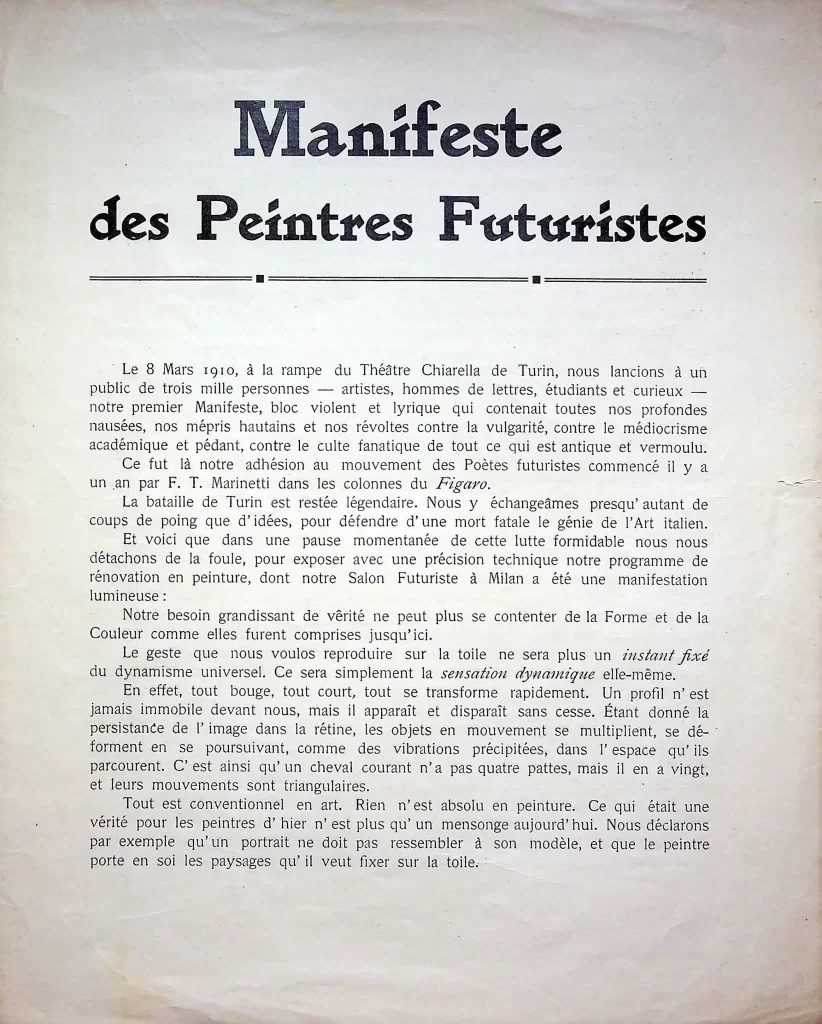 Manifeste
des Peintres Futuristes
Le 8 Mars 1910, à la rampe du Théâtre Chiarella de Turin, nous lancions à un
public de trois mille personnes — artistes, hommes de lettres, étudiants et curieux —
notre premier Manifeste, bloc violent et lyrique qui contenait toutes nos profondes
nausées, nos mépris hautains et nos révoltes contre la vulgarité, contre le médiocrisme
académique et pédant, contre le culte fanatique de tout ce qui est antique et vermoulu.
Ce fut là notre adhésion au mouvement des Poètes futuristes commencé il y a
un an par F. T. Marinetti dans les colonnes du Figaro.
La bataille de Turin est restée légendaire. Nous y échangeâmes presqu' autant de
coups de poing que d' idées, pour défendre d' une mort fatale le génie de l'Art italien.
Et voici que dans une pause momentanée de cette lutte formidable nous nous
détachons de la foule, pour exposer avec une précision technique notre programme de
rénovation en peinture, dont notre Salon Futuriste à Milan a été une manifestation
lumineuse :
Notre besoin grandissant de vêrité ne peut plus se contenter de la Forme et de la
Couleur comme elles furent comprises jusqu' ici.
Le geste que nous voulos reproduire sur la toile ne sera plus un instant fixé
du dynamisme universel. Ce sera simplement la sensation dynamique elle-même.
En effet, tout bouge, tout court, tout se transforme rapidement. Un profil n' est
jamais immobile devant nous, mais il apparaît et disparaît sans cesse. Étant donné la
persistance de l' image dans la rétine, les objets en mouvement se multiplient, se dé-
forment en se poursuivant, comme des vibrations précipitées, dans l' espace qu' ils
parcourent. C' est ainsi qu' un cheval courant n' a pas quatre pattes, mais il en a vingt,
et leurs mouvements sont triangulaires.
Tout est conventionnel en art. Rien n' est absolu en peinture. Ce qui était une
vérité pour les peintres d' hier n' est plus qu' un mensonge aujourd' hui. Nous déclarons
par exemple qu' un portrait ne doit pas ressembler à son modèle, et que le peintre
porte en soi les paysages qu' il veut fixer sur la toile.